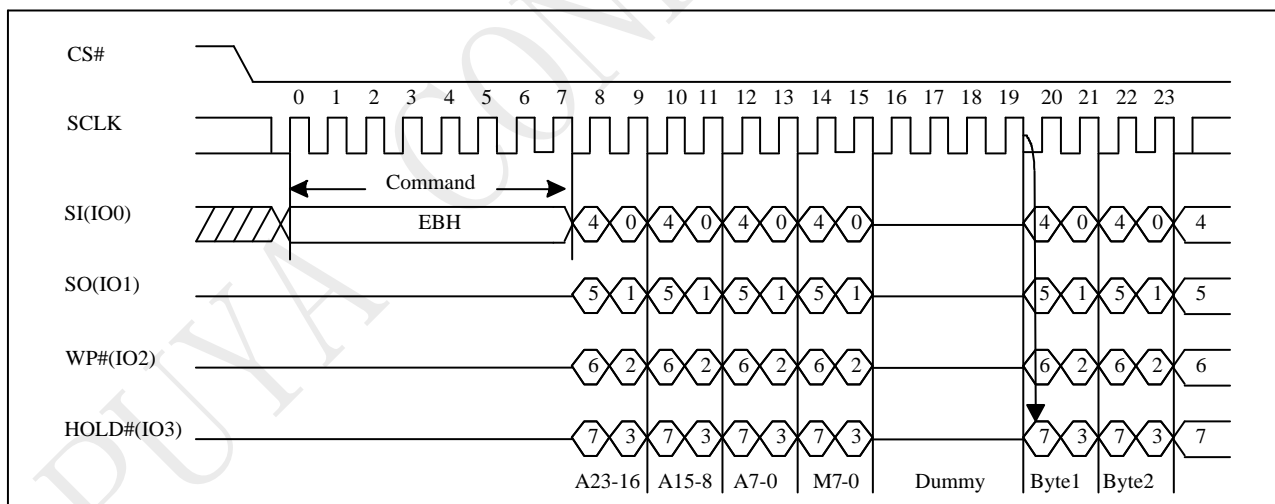 CS#
0 1 2 3 4 5 6 7 8 9 10 11 12 13 14 15 16 17 18 19 20 21 22 23
SCLK
Command
SI(IO0) EBH 4 0 4 0 4 0 4 0 4 0 4 0 4
SO(IO1) 5 1 5 1 5 1 5 1 5 1 5 1 5
WP#(IO2) 6 2 6 2 6 2 6 2 6 2 6 2 6
HOLD#(IO3) 7 3 7 3 7 3 7 3 7 3 7 3 7
A23-16 A15-8 A7-0 M7-0 Dummy Byte1 Byte2
PUYA CON